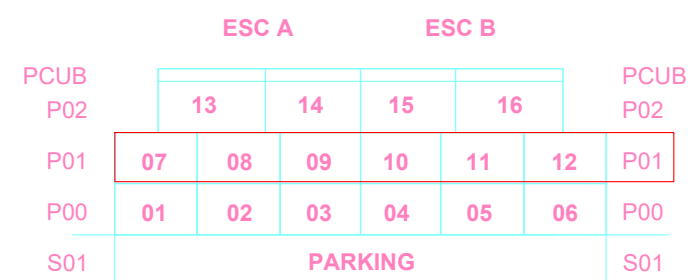 ESC A ESC B
PCUB PCUB
P02 13 14 15 16 P02
P01 07 08 09 10 11 12 P01
P00 01 02 03 04 05 06 P00
S01 PARKING S01